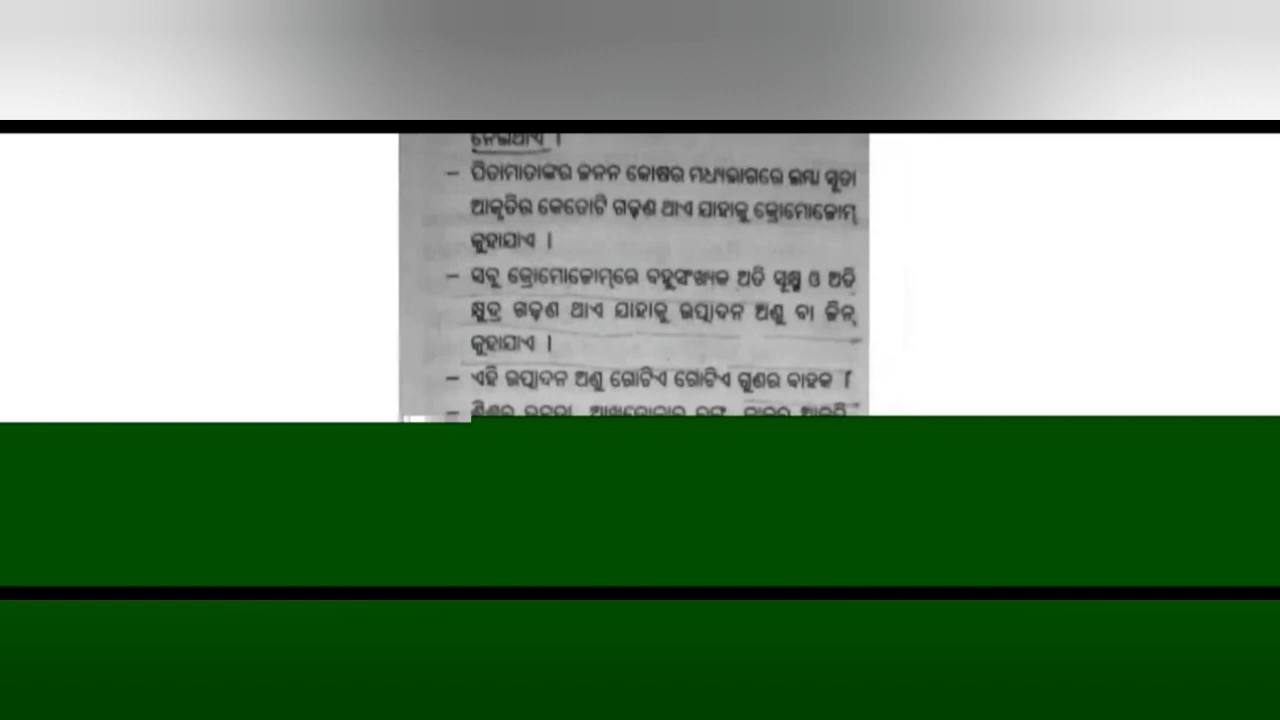 ନେଇଥାଏ ।
– ପିତାମାତାଙ୍କର ଜନନ କୋଷର ମଧ୍ୟଭାଗରେ ଲମ୍ବା ସୂତା
ଆକୃତିର କେତୋଟି ଗଢ଼ଣ ଥାଏ ଯାହାକୁ କ୍ରୋମୋଜୋମ୍
କୁହାଯାଏ ।
– ସବୁ କ୍ରୋମୋଜୋମ୍‌ରେ ବହୁସଂଖ୍ୟକ ଅତି ସୂକ୍ଷ୍ମ ଓ ଅତି
କ୍ଷୁଦ୍ର ଗଢ଼ଣ ଥାଏ ଯାହାକୁ ଉତ୍ପାଦନ ଅଣୁ ବା ଜିନ୍
କୁହାଯାଏ ।
– ଏହି ଉତ୍ପାଦନ ଅଣୁ ଗୋଟିଏ ଗୋଟିଏ ଗୁଣର ବାହକ ।